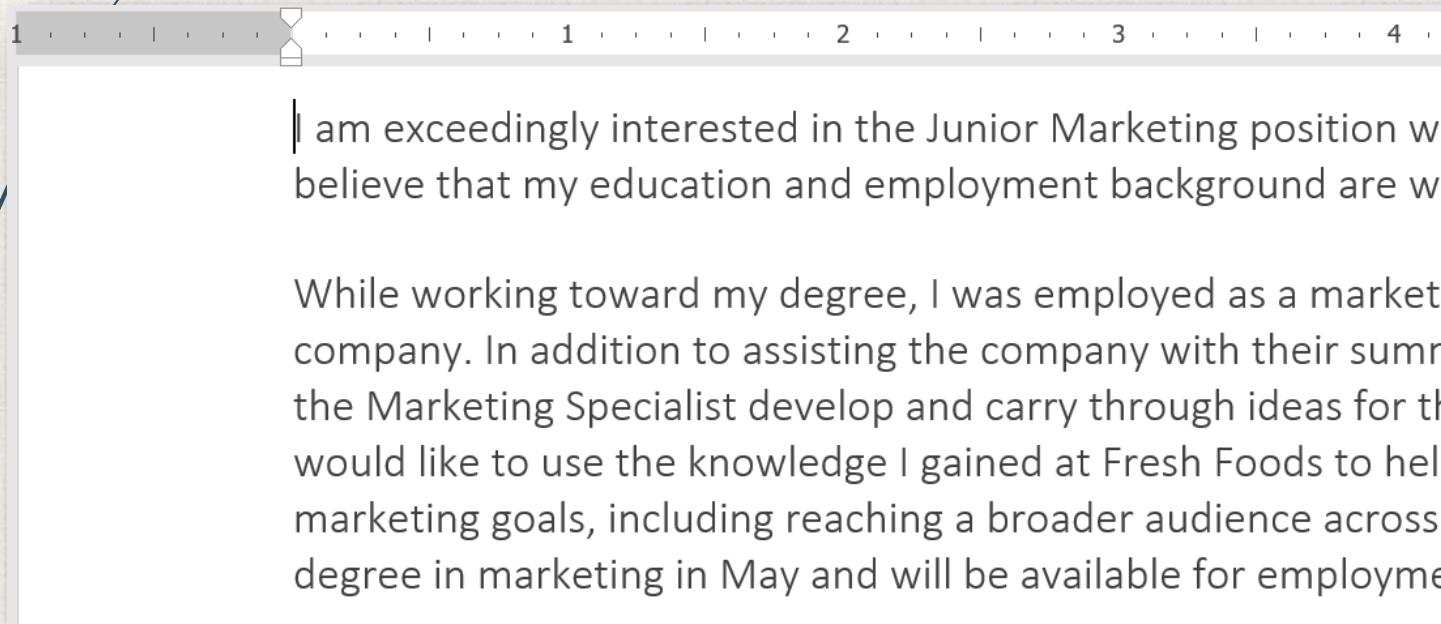 1 1 2 3 4
I am exceedingly interested in the Junior Marketing position
believe that my education and employment background are
While working toward my degree, I was employed as a market
company. In addition to assisting the company with their
the Marketing Specialist develop and carry through ideas for
would like to use the knowledge I gained at Fresh Foods to
marketing goals, including reaching a broader audience across
degree in marketing in May and will be available for